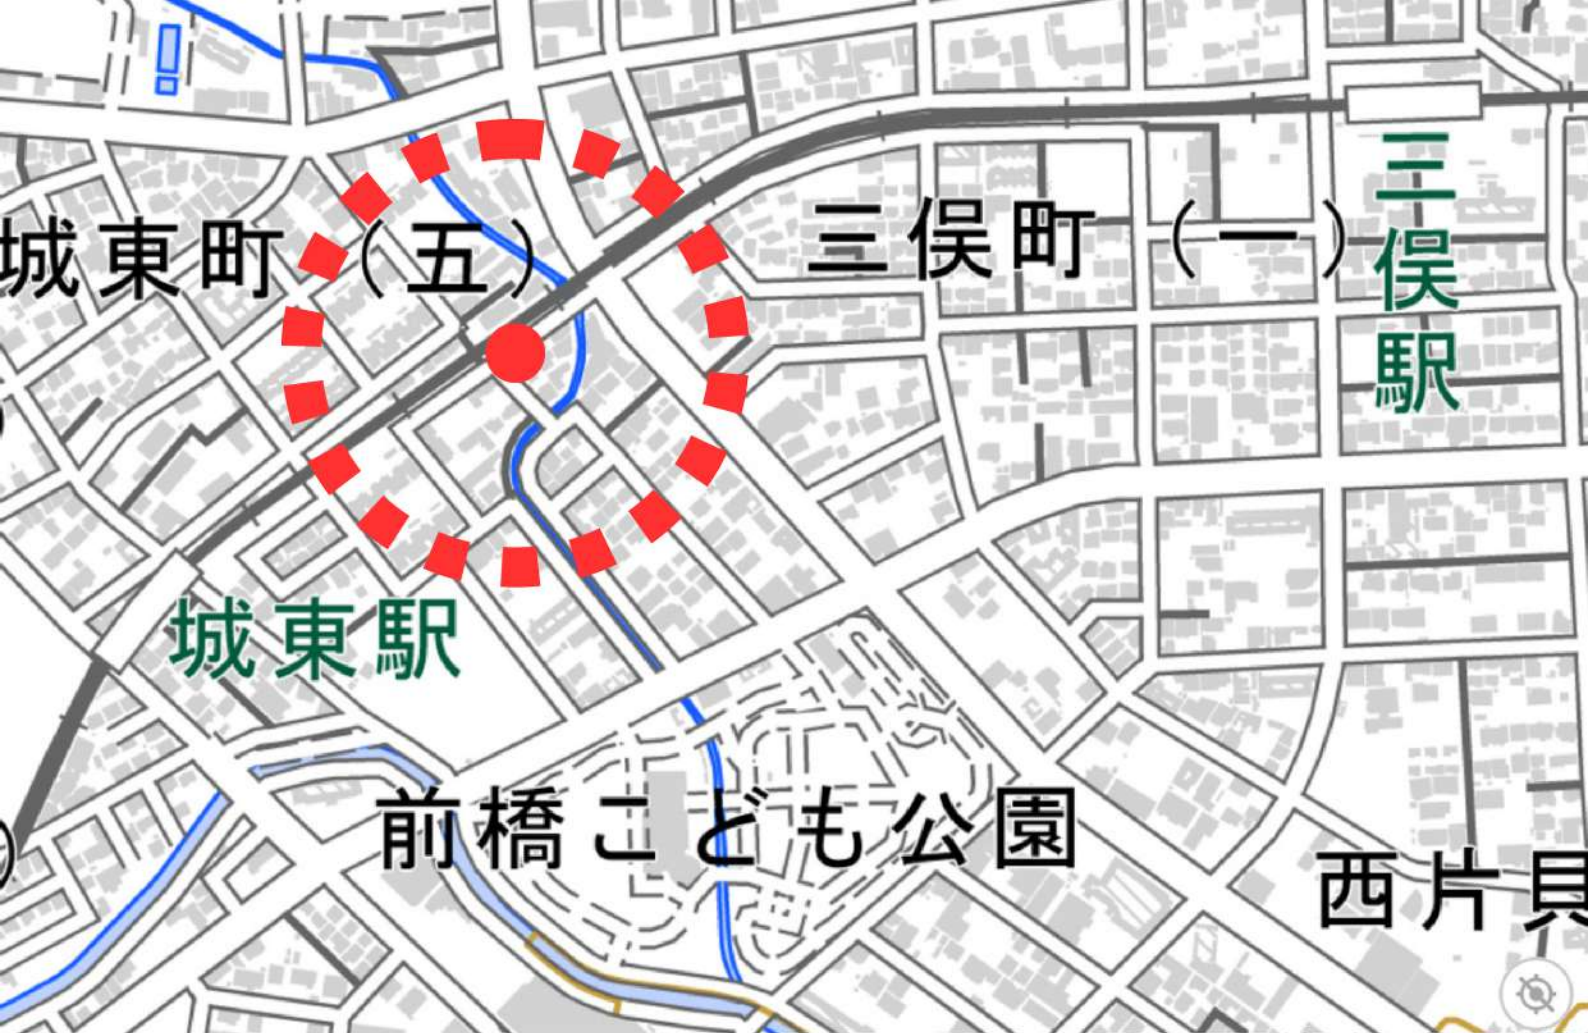 城東町（五）
三俣町（一）
三俣駅
城東駅
前橋こども公園
西片貝